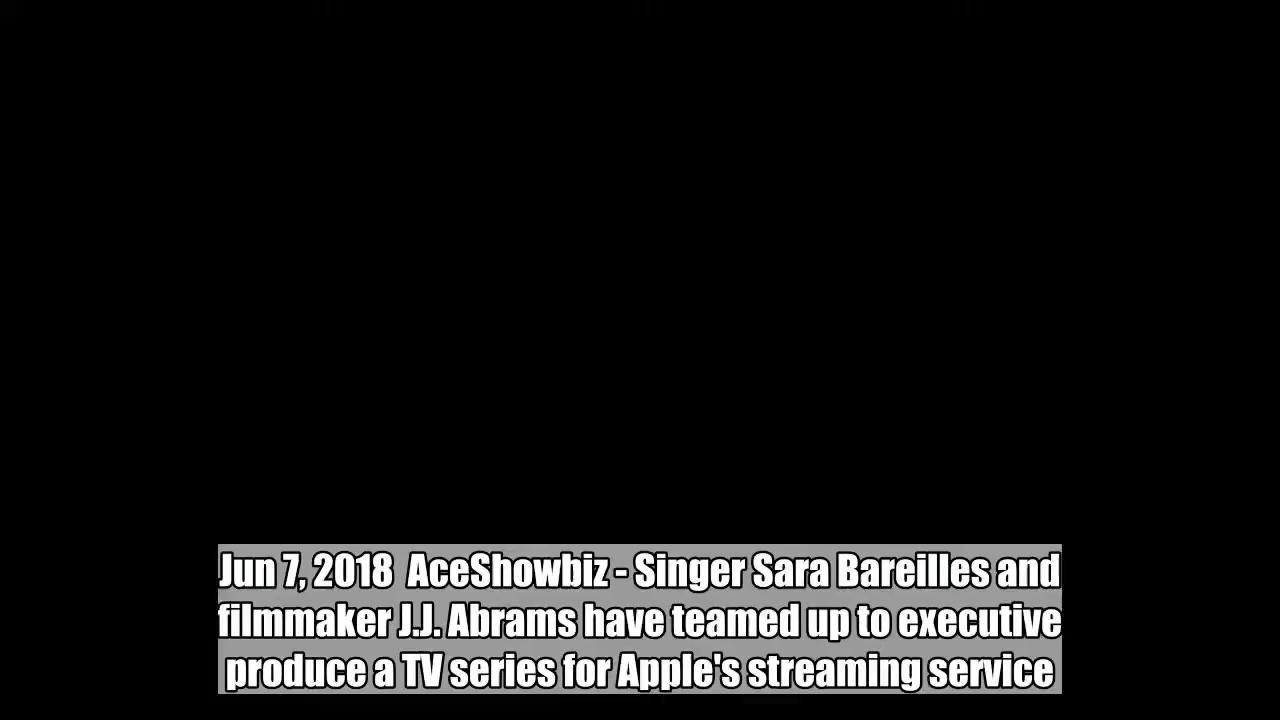 Jun 7, 2018  AceShowbiz - Singer Sara Bareilles and
filmmaker J.J. Abrams have teamed up to executive
produce a TV series for Apple's streaming service